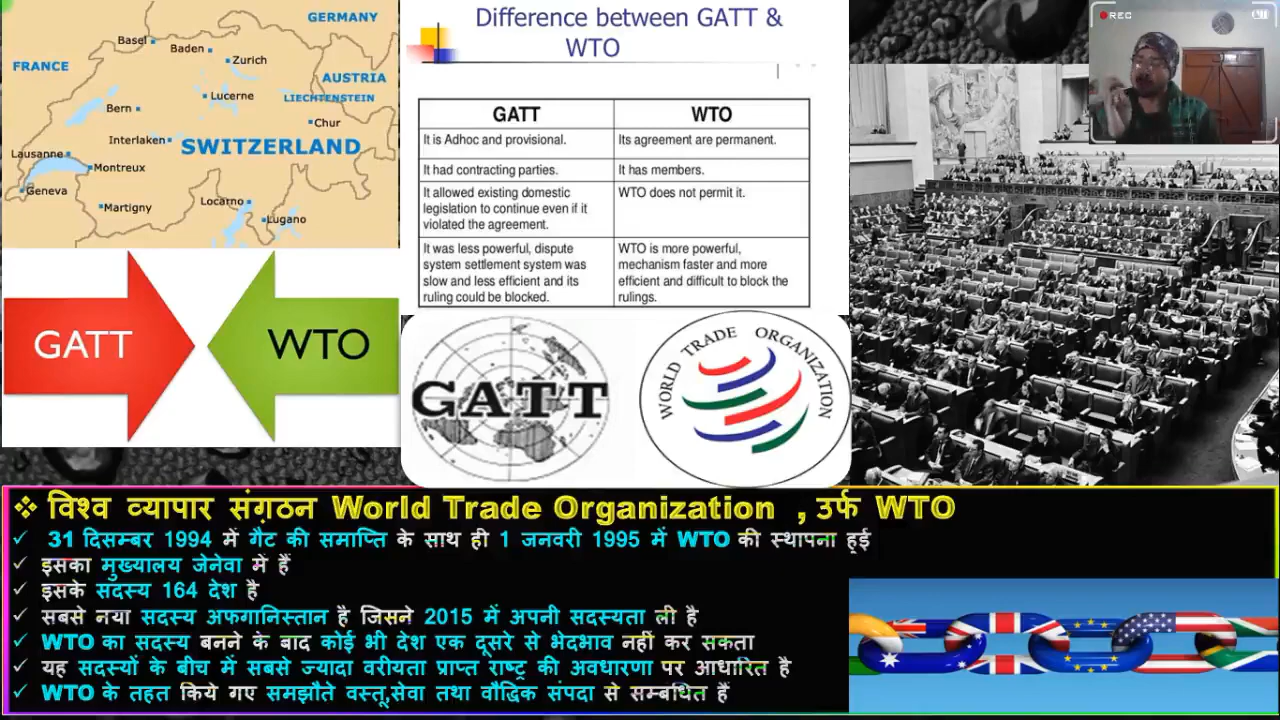 GERMANY
Basel
Baden
Zurich
FRANCE
AUSTRIA
Lucerne
LIECHTENSTEIN
Bern
Chur
Interlaken
SWITZERLAND
Lausanne
Montreux
Geneva
Locarno
Martigny
Lugano
Difference between GATT &
WTO
GATT WTO
It is Adhoc and provisional. Its agreement are permanent.
It had contracting parties. It has members.
It allowed existing domestic WTO does not permit it.
legislation to continue even if it
violated the agreement.
It was less powerful, dispute WTO is more powerful,
system settlement system was mechanism faster and more
slow and less efficient and its efficient and difficult to block the
ruling could be blocked. rulings.
REC
GATT
WTO
GATT
WORLD TRADE ORGANIZATION
❖ विश्व व्यापार संग़ठन World Trade Organization , उर्फ WTO
✓ 31 दिसम्बर 1994 में गैट की समाप्ति के साथ ही 1 जनवरी 1995 में WTO की स्थापना हुई
✓ इसका मुख्यालय जेनेवा में हैं
✓ इसके सदस्य 164 देश है
✓ सबसे नया सदस्य अफगानिस्तान है जिसने 2015 में अपनी सदस्यता ली है
✓ WTO का सदस्य बनने के बाद कोई भी देश एक दूसरे से भेदभाव नहीं कर सकता
✓ यह सदस्यों के बीच में सबसे ज्यादा वरीयता प्राप्त राष्ट्र की अवधारणा पर आधारित है
✓ WTO के तहत किये गए समझौते वस्तू,सेवा तथा वौद्धिक संपदा से सम्बधित हैं